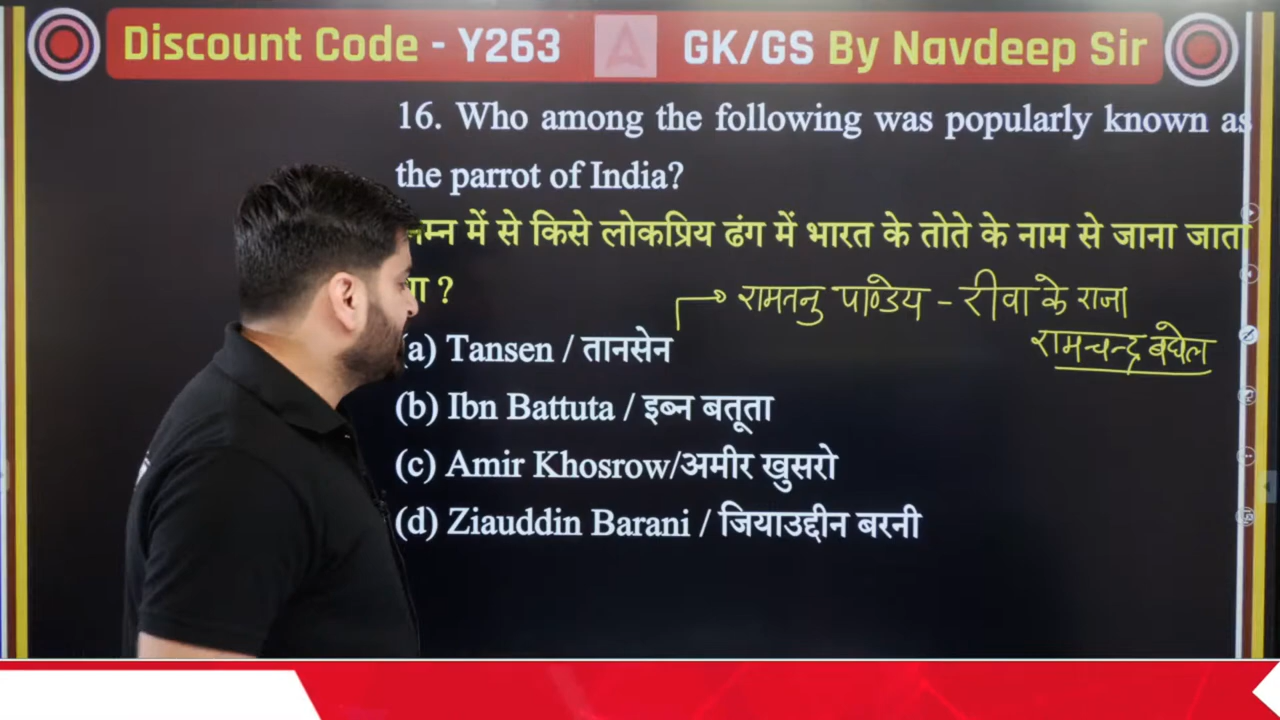 Discount Code - Y263 GK/GS By Navdeep Sir
16. Who among the following was popularly known as
the parrot of India?
में से किसे लोकप्रिय ढंग में भारत के तोते के नाम से जाना जाता
?
रामतनु पाण्डेय - रीवा के राजा
रामचन्द्र बघेल
(a) Tansen / तानसेन
(b) Ibn Battuta / इब्न बतूता
(c) Amir Khosrow/अमीर खुसरो
(d) Ziauddin Barani / जियाउद्दीन बरनी